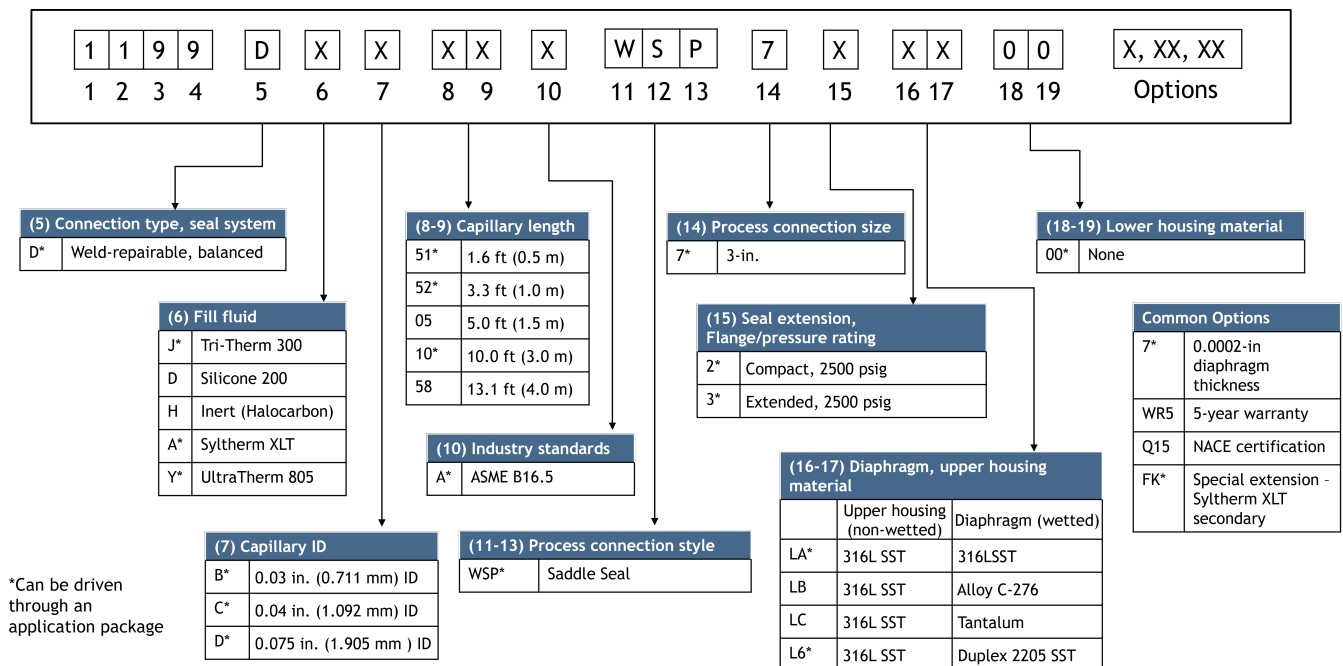 1 1 9 9 D X X X X X W S P 7 X X X 0 0 X, XX, XX
1 2 3 4 5 6 7 8 9 10 11 12 13 14 15 16 17 18 19 Options
(5) Connection type, seal system
D* Weld-repairable, balanced
(6) Fill fluid
J* Tri-Therm 300
D Silicone 200
H Inert (Halocarbon)
A* Syltherm XLT
Y* UltraTherm 805
(7) Capillary ID
B* 0.03 in. (0.711 mm) ID
C* 0.04 in. (1.092 mm) ID
D* 0.075 in. (1.905 mm ) ID
(8-9) Capillary length
51* 1.6 ft (0.5 m)
52* 3.3 ft (1.0 m)
05 5.0 ft (1.5 m)
10* 10.0 ft (3.0 m)
58 13.1 ft (4.0 m)
(10) Industry standards
A* ASME B16.5
(11-13) Process connection style
WSP* Saddle Seal
(14) Process connection size
7* 3-in.
(15) Seal extension,
Flange/pressure rating
2* Compact, 2500 psig
3* Extended, 2500 psig
(16-17) Diaphragm, upper housing
material
Upper housing
(non-wetted)
Diaphragm (wetted)
LA* 316L SST 316LSST
LB 316L SST Alloy C-276
LC 316L SST Tantalum
L6* 316L SST Duplex 2205 SST
(18-19) Lower housing material
00* None
Common Options
7* 0.0002-in
diaphragm
thickness
WR5 5-year warranty
Q15 NACE certification
FK* Special extension –
Syltherm XLT
secondary
*Can be driven
through an
application package